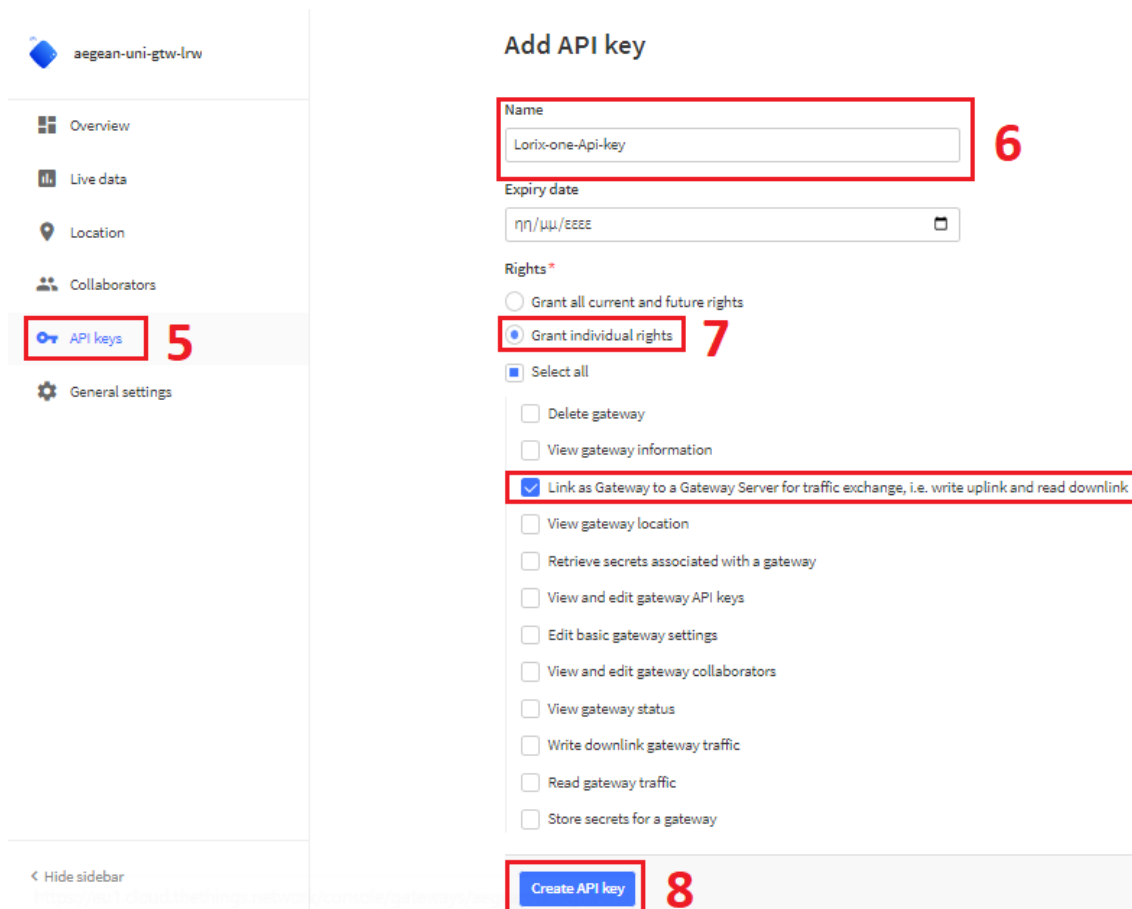 aegean-uni-gtw-lrw
Overview
Live data
Location
Collaborators
API keys
5
General settings
< Hide sidebar
Add API key
Name
Lorix-one-Api-key
6
Expiry date
ηη/μμ/εεεε
Rights*
Grant all current and future rights
Grant individual rights
7
Select all
Delete gateway
View gateway information
Link as Gateway to a Gateway Server for traffic exchange, i.e. write uplink and read downlink
View gateway location
Retrieve secrets associated with a gateway
View and edit gateway API keys
Edit basic gateway settings
View and edit gateway collaborators
View gateway status
Write downlink gateway traffic
Read gateway traffic
Store secrets for a gateway
Create API key
8